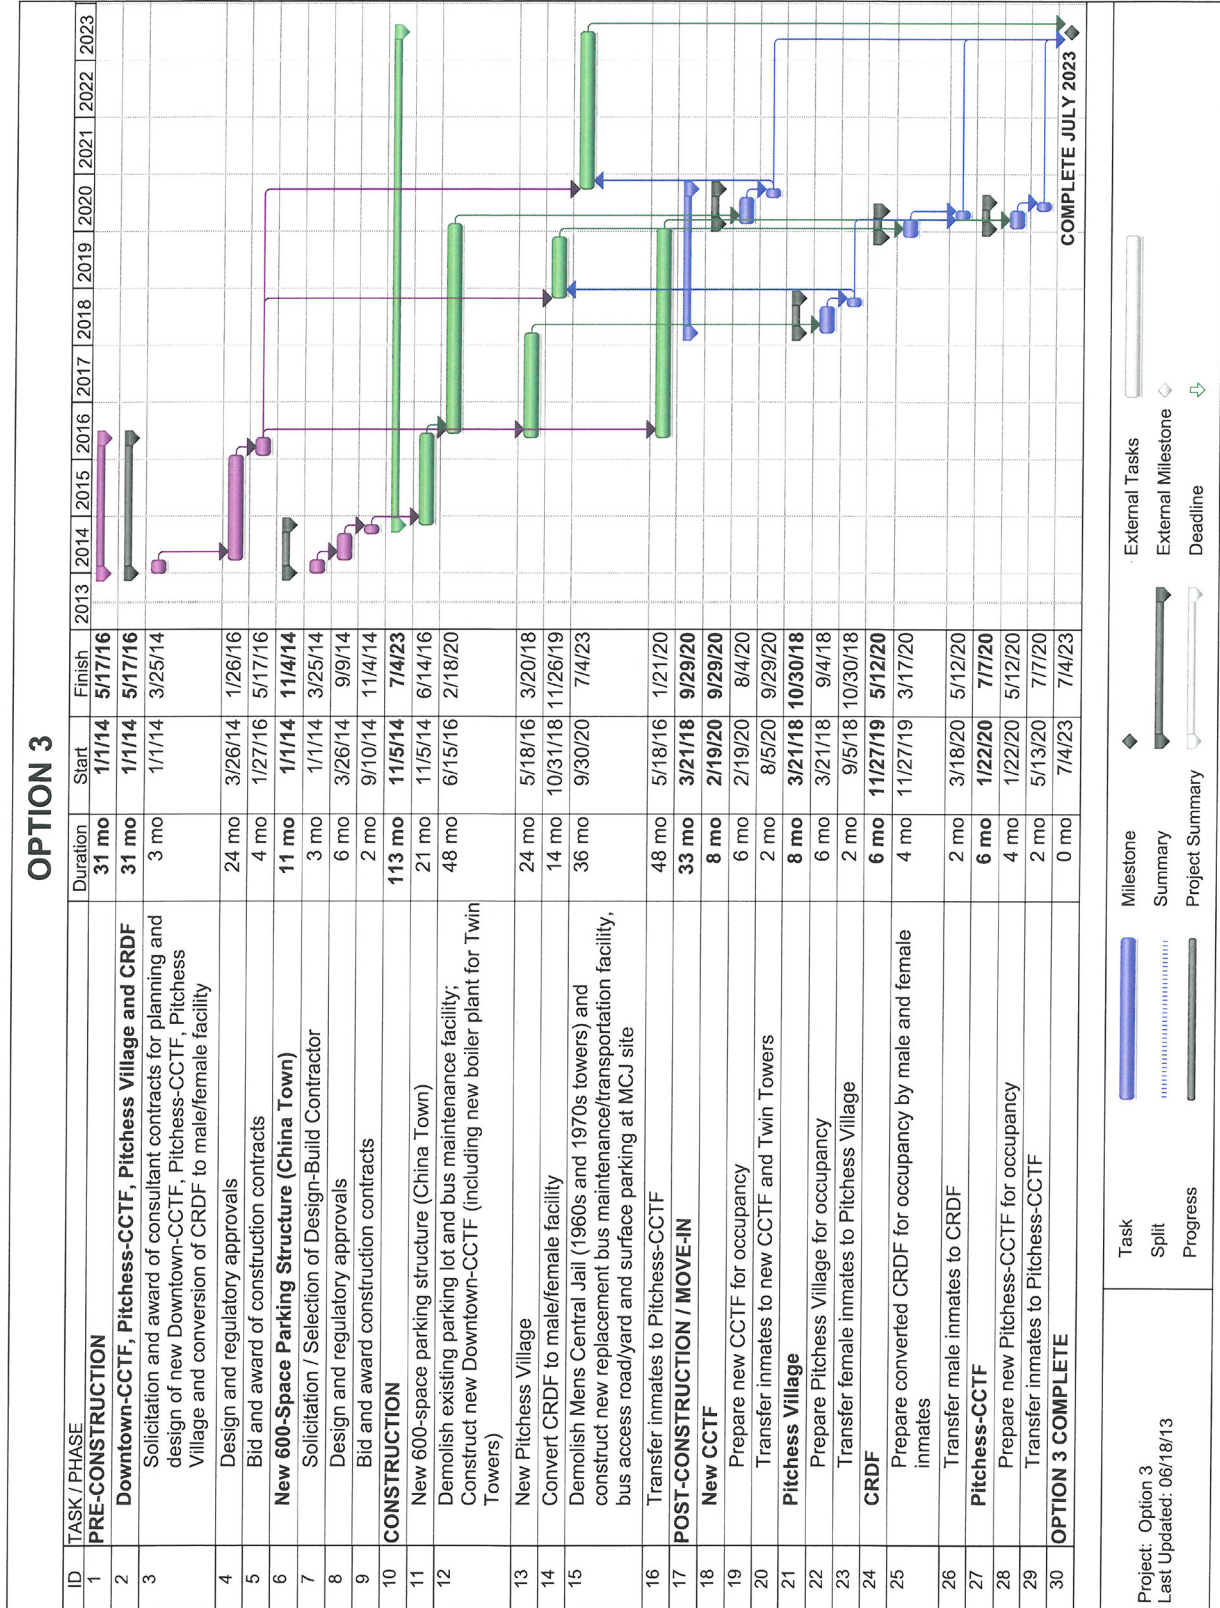 OPTION 3
ID TASK / PHASE Duration Start Finish 2013 2014 2015 2016 2017 2018 2019 2020 2021 2022 2023
1 PRE-CONSTRUCTION 31 mo 1/1/14 5/17/16
2 Downtown-CCTF, Pitchess-CCTF, Pitchess Village and CRDF 31 mo 1/1/14 5/17/16
3 Solicitation and award of consultant contracts for planning and 3 mo 1/1/14 3/25/14
design of new Downtown-CCTF, Pitchess-CCTF, Pitchess
Village and conversion of CRDF to male/female facility
4 Design and regulatory approvals 24 mo 3/26/14 1/26/16
5 Bid and award of construction contracts 4 mo 1/27/16 5/17/16
6 New 600-Space Parking Structure (China Town) 11 mo 1/1/14 11/4/14
7 Solicitation / Selection of Design-Build Contractor 3 mo 1/1/14 3/25/14
8 Design and regulatory approvals 6 mo 3/26/14 9/9/14
9 Bid and award construction contracts 2 mo 9/10/14 11/4/14
10 CONSTRUCTION 113 mo 11/5/14 7/4/23
11 New 600-space parking structure (China Town) 21 mo 11/5/14 6/14/16
12 Demolish existing parking lot and bus maintenance facility; 48 mo 6/15/16 2/18/20
Construct new Downtown-CCTF (including new boiler plant for Twin
Towers)
13 New Pitchess Village 24 mo 5/18/16 3/20/18
14 Convert CRDF to male/female facility 14 mo 10/31/18 11/26/19
15 Demolish Mens Central Jail (1960s and 1970s towers) and 36 mo 9/30/20 7/4/23
construct new replacement bus maintenance/transportation facility,
bus access road/yard and surface parking at MCJ site
16 Transfer inmates to Pitchess-CCTF 48 mo 5/18/16 1/21/20
17 POST-CONSTRUCTION / MOVE-IN 33 mo 3/21/18 9/29/20
18 New CCTF 8 mo 2/19/20 9/29/20
19 Prepare new CCTF for occupancy 6 mo 2/19/20 8/4/20
20 Transfer inmates to new CCTF and Twin Towers 2 mo 8/5/20 9/29/20
21 Pitchess Village 8 mo 3/21/18 10/30/18
22 Prepare Pitchess Village for occupancy 6 mo 3/21/18 9/4/18
23 Transfer female inmates to Pitchess Village 2 mo 9/5/18 10/30/18
24 CRDF 6 mo 11/27/19 5/12/20
25 Prepare converted CRDF for occupancy by male and female 4 mo 11/27/19 3/17/20
inmates
26 Transfer male inmates to CRDF 2 mo 3/18/20 5/12/20
27 Pitchess-CCTF 6 mo 1/22/20 7/7/20
28 Prepare new Pitchess-CCTF for occupancy 4 mo 1/22/20 5/12/20
29 Transfer inmates to Pitchess-CCTF 2 mo 5/13/20 7/7/20
30 OPTION 3 COMPLETE 0 mo 7/4/23 7/4/23
COMPLETE JULY 2023
Project: Option 3
Last Updated: 06/18/13
Task Milestone External Tasks
Split Summary External Milestone
Progress Project Summary Deadline